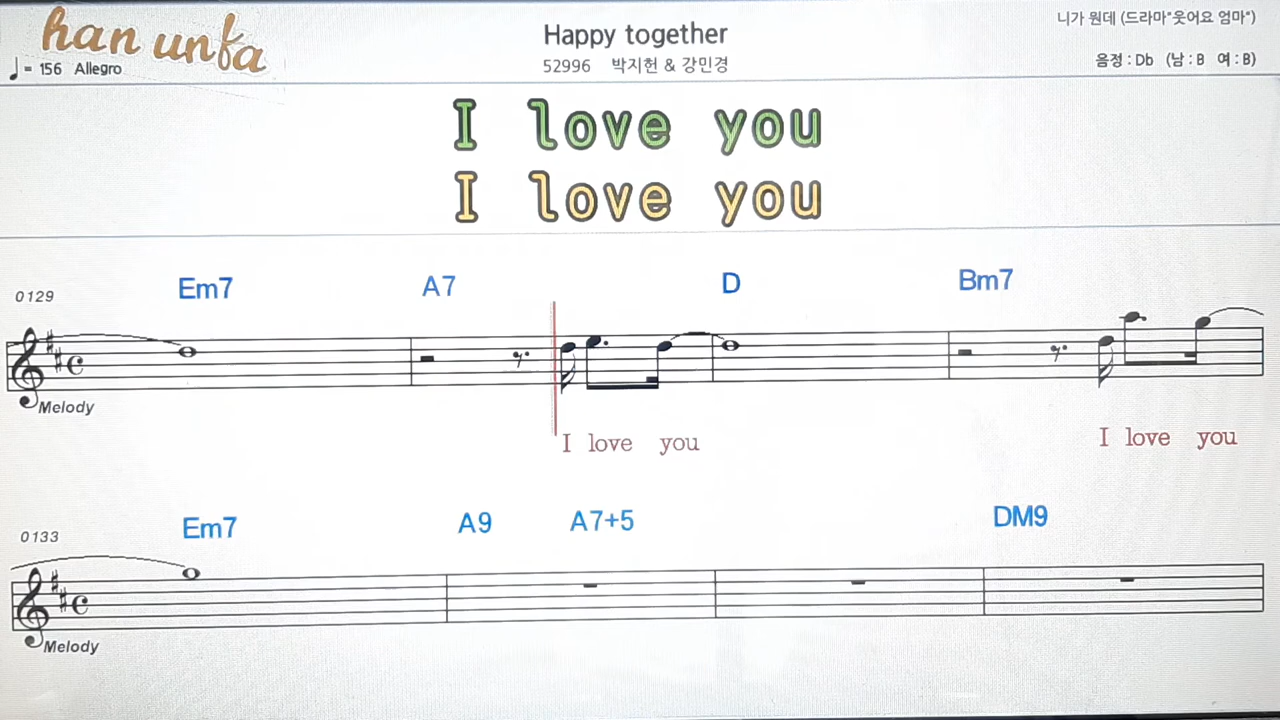 han unfa
♩= 156 Allegro
Happy together
52996 박지헌 & 강민경
니가 뭔데 (드라마"웃어요 엄마")
음정 : Db (남 : B 여 : B)
I love you
I love you
0129 Em7 A7 D Bm7
Melody
I love you I love you
0133 Em7 A9 A7+5 DM9
Melody